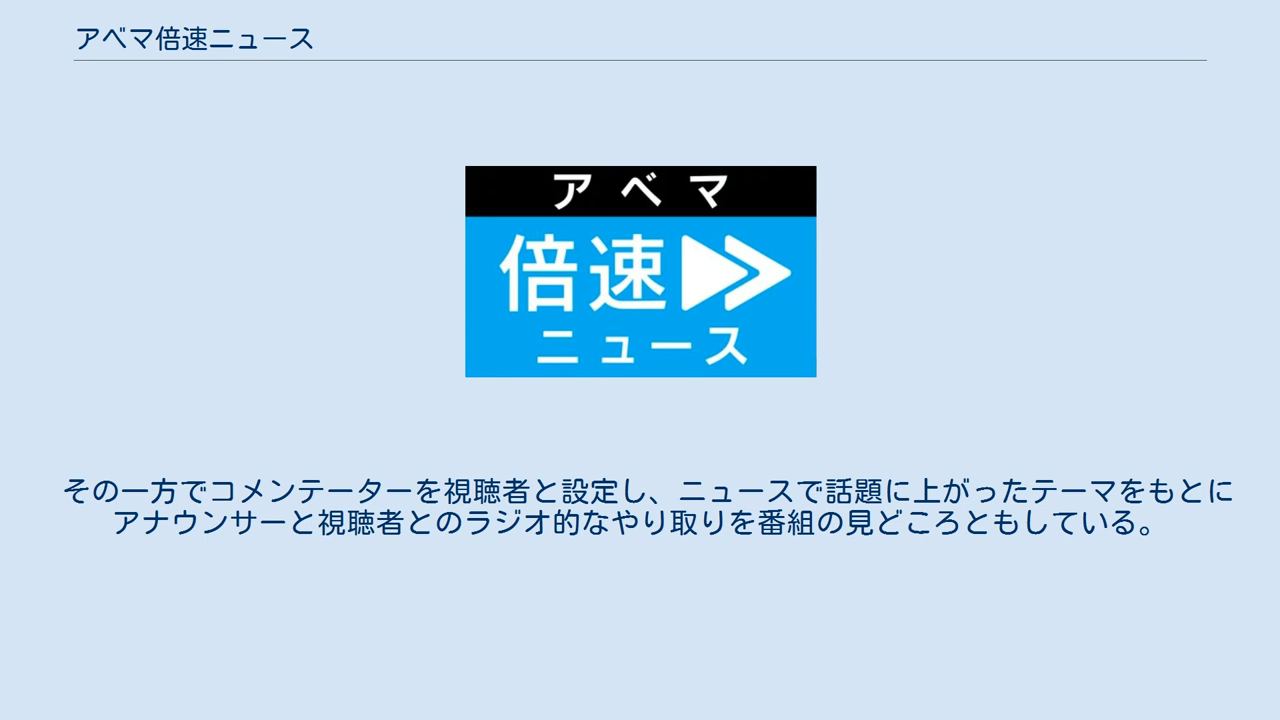 アベマ倍速ニュース
アベマ
倍速
ニュース
その一方でコメンテーターを視聴者と設定し、ニュースで話題に上がったテーマをもとに
アナウンサーと視聴者とのラジオ的なやり取りを番組の見どころともしている。